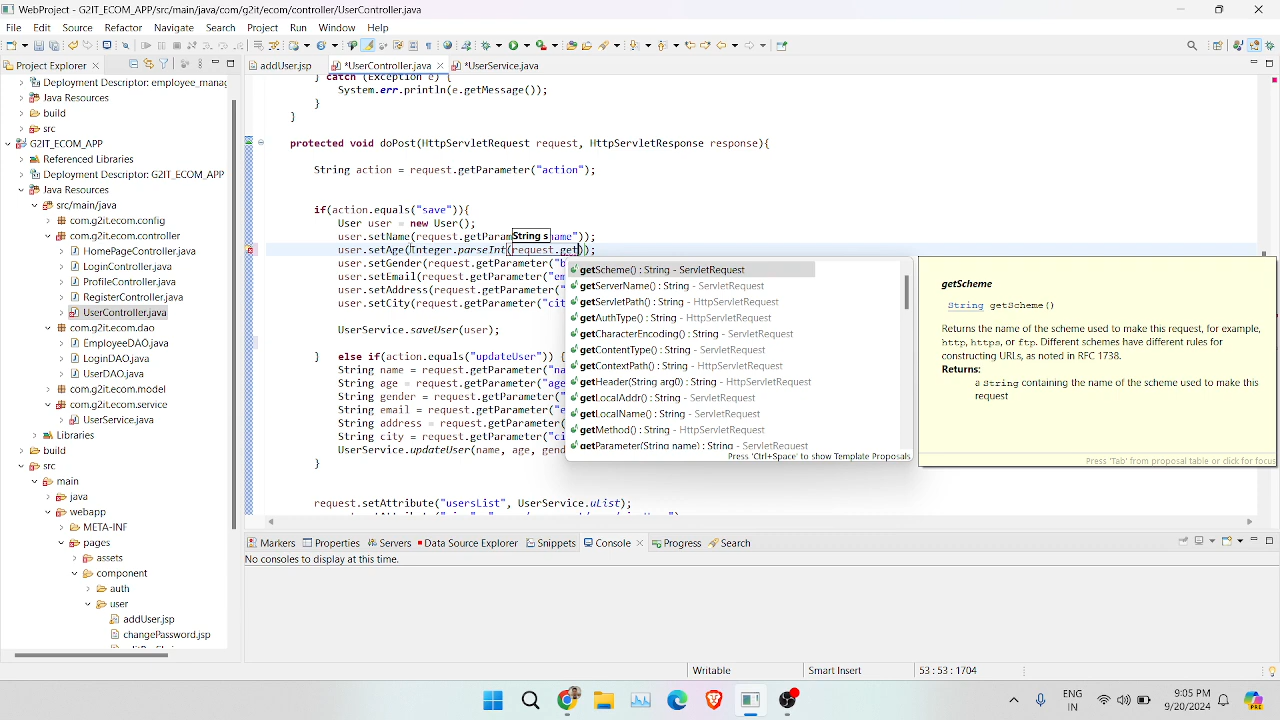 WebProject - G2IT_ECOM_APP/src/main/java/com/g2it/ecom/controller/UserController.java
File Edit Source Refactor Navigate Search Project Run Window Help
Project Explorer
addUser.jsp *UserController.java *UserService.java
Deployment Descriptor: employee_manag
Java Resources
build
src
G2IT_ECOM_APP
Referenced Libraries
Deployment Descriptor: G2IT_ECOM_APP
Java Resources
src/main/java
com.g2it.ecom.config
com.g2it.ecom.controller
HomePageController.java
LoginController.java
ProfileController.java
RegisterController.java
UserController.java
com.g2it.ecom.dao
EmployeeDAO.java
LoginDAO.java
UserDAO.java
com.g2it.ecom.model
com.g2it.ecom.service
UserService.java
Libraries
build
src
main
java
webapp
META-INF
pages
assets
component
auth
user
addUser.jsp
changePassword.jsp
} catch (Exception e) {
System.err.println(e.getMessage());
}
}
protected void doPost(HttpServletRequest request, HttpServletResponse response){
String action = request.getParameter("action");
if(action.equals("save")){
User user = new User();
user.setName(request.getParam String s name"));
user.setAge(Integer.parseInt(request.get));
user.setGender(request.getParameter("
user.setEmail(request.getParameter("em
user.setAddress(request.getParameter("
user.setCity(request.getParameter("cit
UserService.saveUser(user);
} else if(action.equals("updateUser")) {
String name = request.getParameter("na
String age = request.getParameter("age
String gender = request.getParameter("
String email = request.getParameter("e
String address = request.getParameter(
String city = request.getParameter("ci
UserService.updateUser(name, age, gend
}
request.setAttribute("usersList", UserService.uList);
getScheme() : String - ServletRequest
getServerName() : String - ServletRequest
getServletPath() : String - HttpServletRequest
getAuthType() : String - HttpServletRequest
getCharacterEncoding() : String - ServletRequest
getContentType() : String - ServletRequest
getContextPath() : String - HttpServletRequest
getHeader(String arg0) : String - HttpServletRequest
getLocalAddr() : String - ServletRequest
getLocalName() : String - ServletRequest
getMethod() : String - HttpServletRequest
getParameter(String name) : String - ServletRequest
Press 'Ctrl+Space' to show Template Proposals
getScheme
String getScheme()
Returns the name of the scheme used to make this request, for example,
http, https, or ftp. Different schemes have different rules for
constructing URLs, as noted in RFC 1738.
Returns:
a String containing the name of the scheme used to make this
request
Press 'Tab' from proposal table or click for focus
Markers Properties Servers Data Source Explorer Snippets Console Progress Search
No consoles to display at this time.
Writable Smart Insert 53 : 53 : 1704
ENG
IN
9:05 PM
9/20/2024